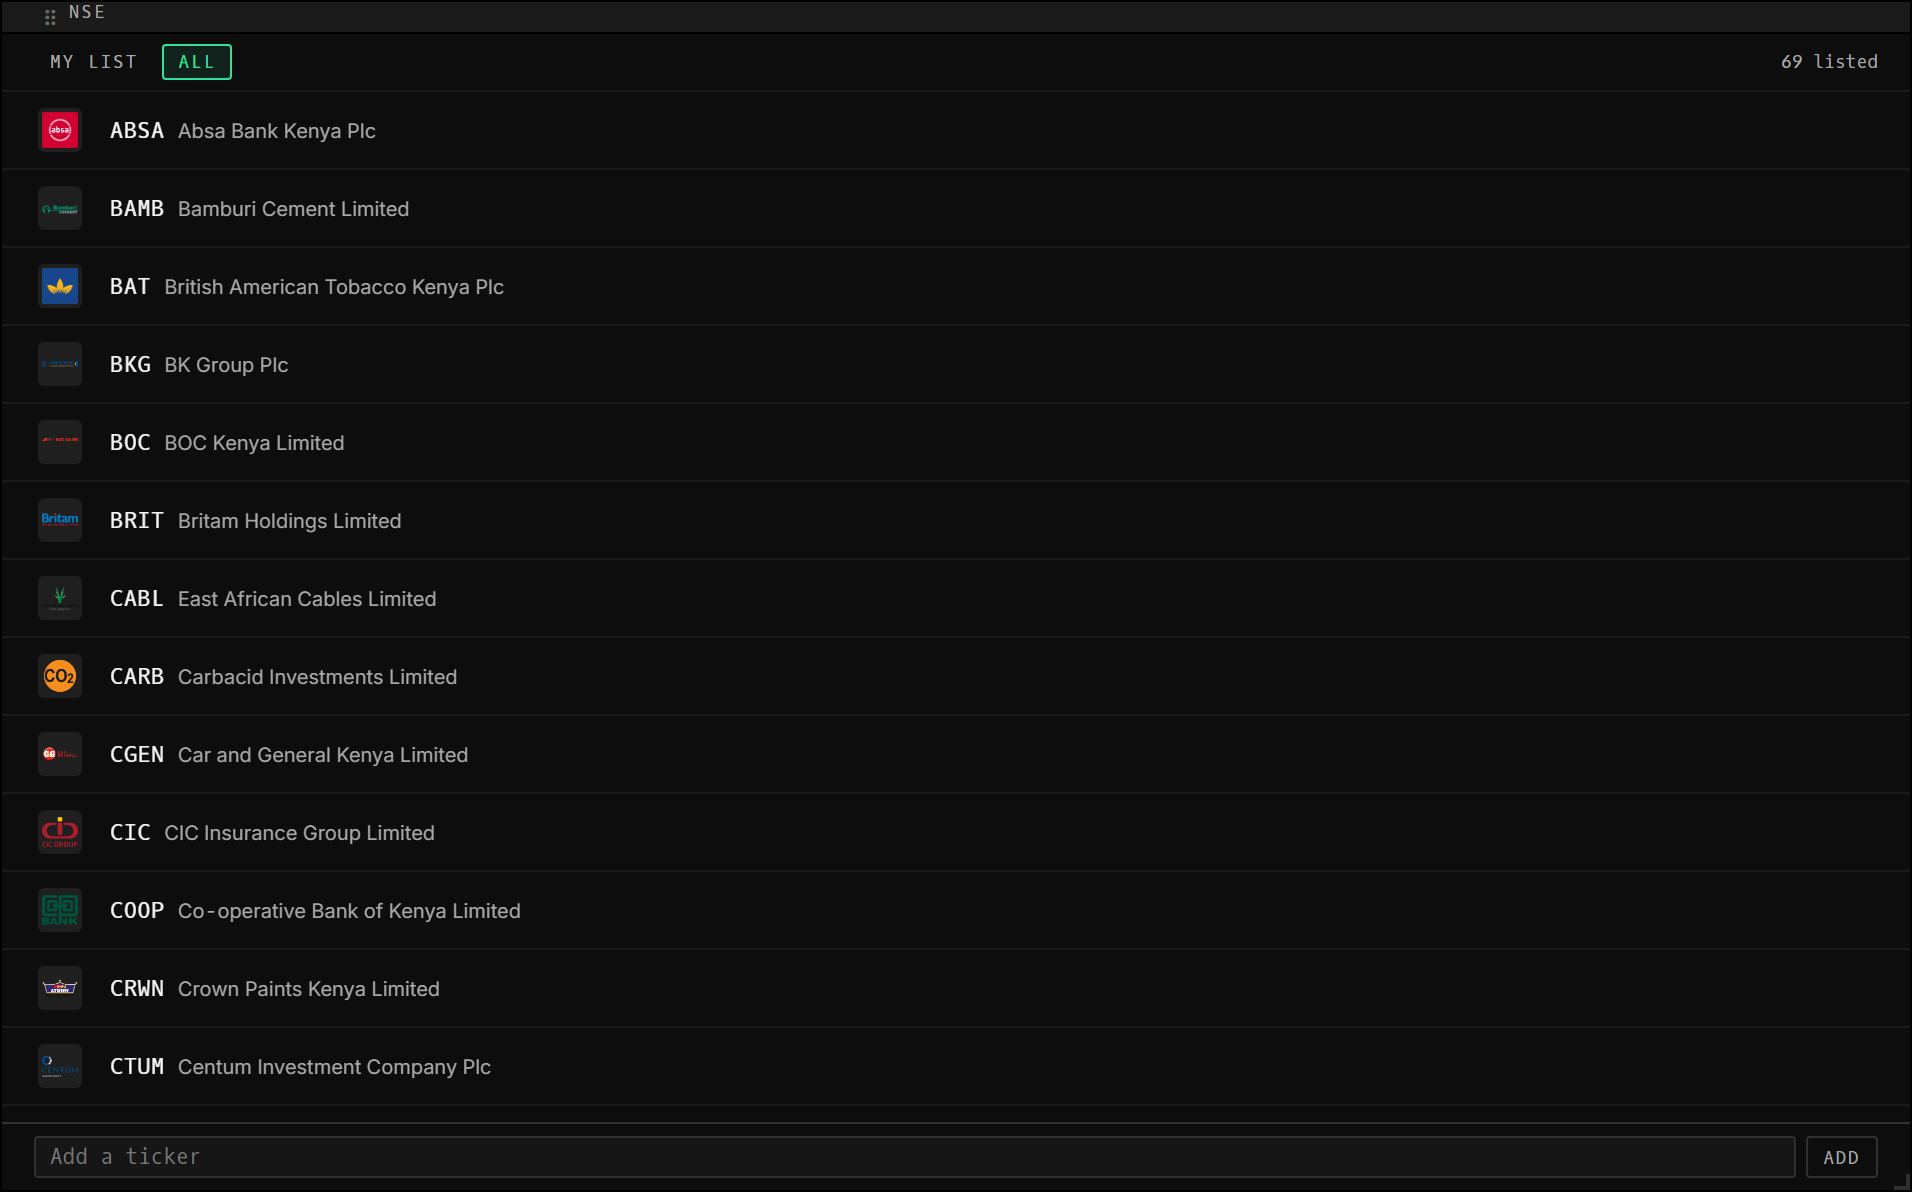 NSE
MY LIST ALL 69 listed
absa ABSA Absa Bank Kenya Plc
Bamburi CEMENT BAMB Bamburi Cement Limited
BAT British American Tobacco Kenya Plc
BKG BK Group Plc
BOC BOC Kenya Limited
Britam BRIT Britam Holdings Limited
CABL East African Cables Limited
CO2 CARB Carbacid Investments Limited
CGEN Car and General Kenya Limited
CIC GROUP CIC CIC Insurance Group Limited
BANK COOP Co-operative Bank of Kenya Limited
CROWN CRWN Crown Paints Kenya Limited
CENTUM CTUM Centum Investment Company Plc
Add a ticker ADD